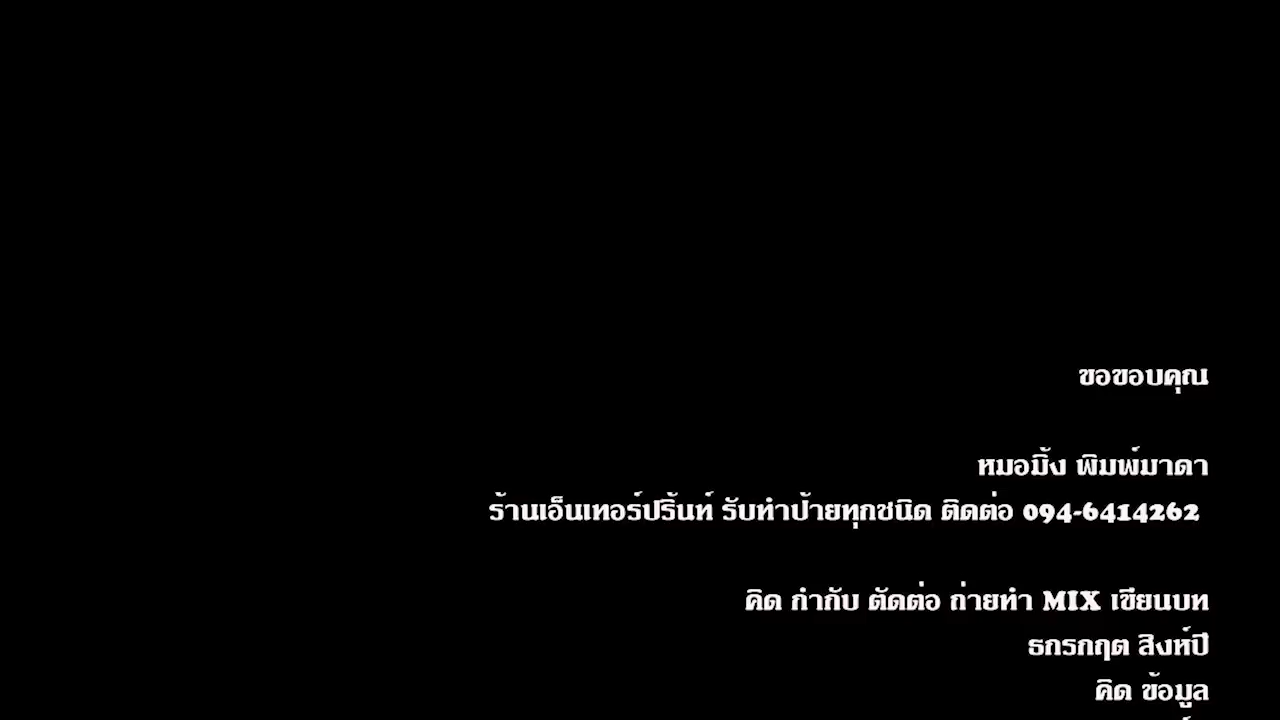 ขอขอบคุณ
หมอมิ้ง พิมพ์มาดา
ร้านเอ็นเทอร์ปริ้นท์ รับทำป้ายทุกชนิด ติดต่อ 094-6414262
คิด กำกับ ตัดต่อ ถ่ายทำ MIX เขียนบท
ธกรกฤต สิงห์ปี
คิด ข้อมูล